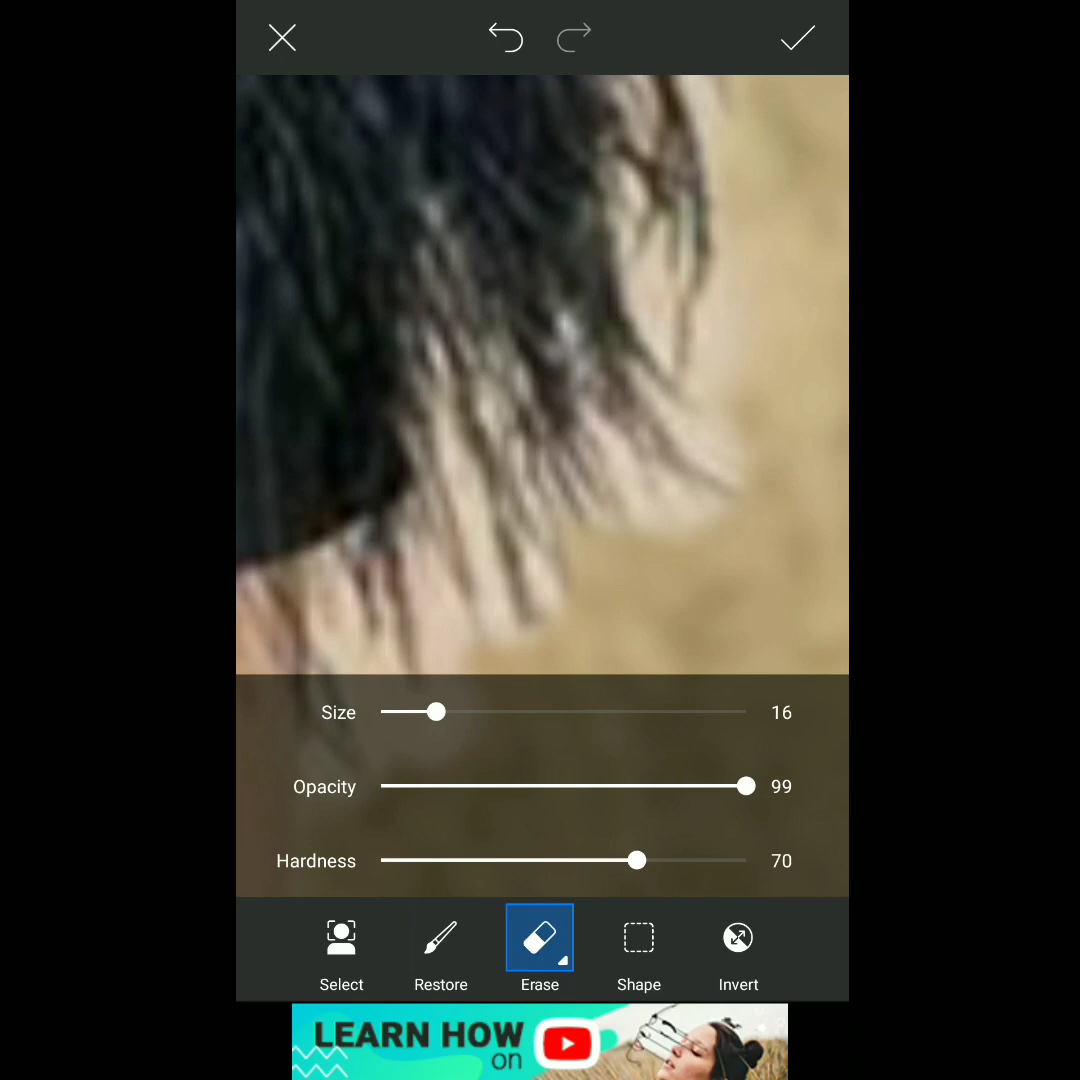 Size 16
Opacity 99
Hardness 70
Select Restore Erase Shape Invert
LEARN HOW
on